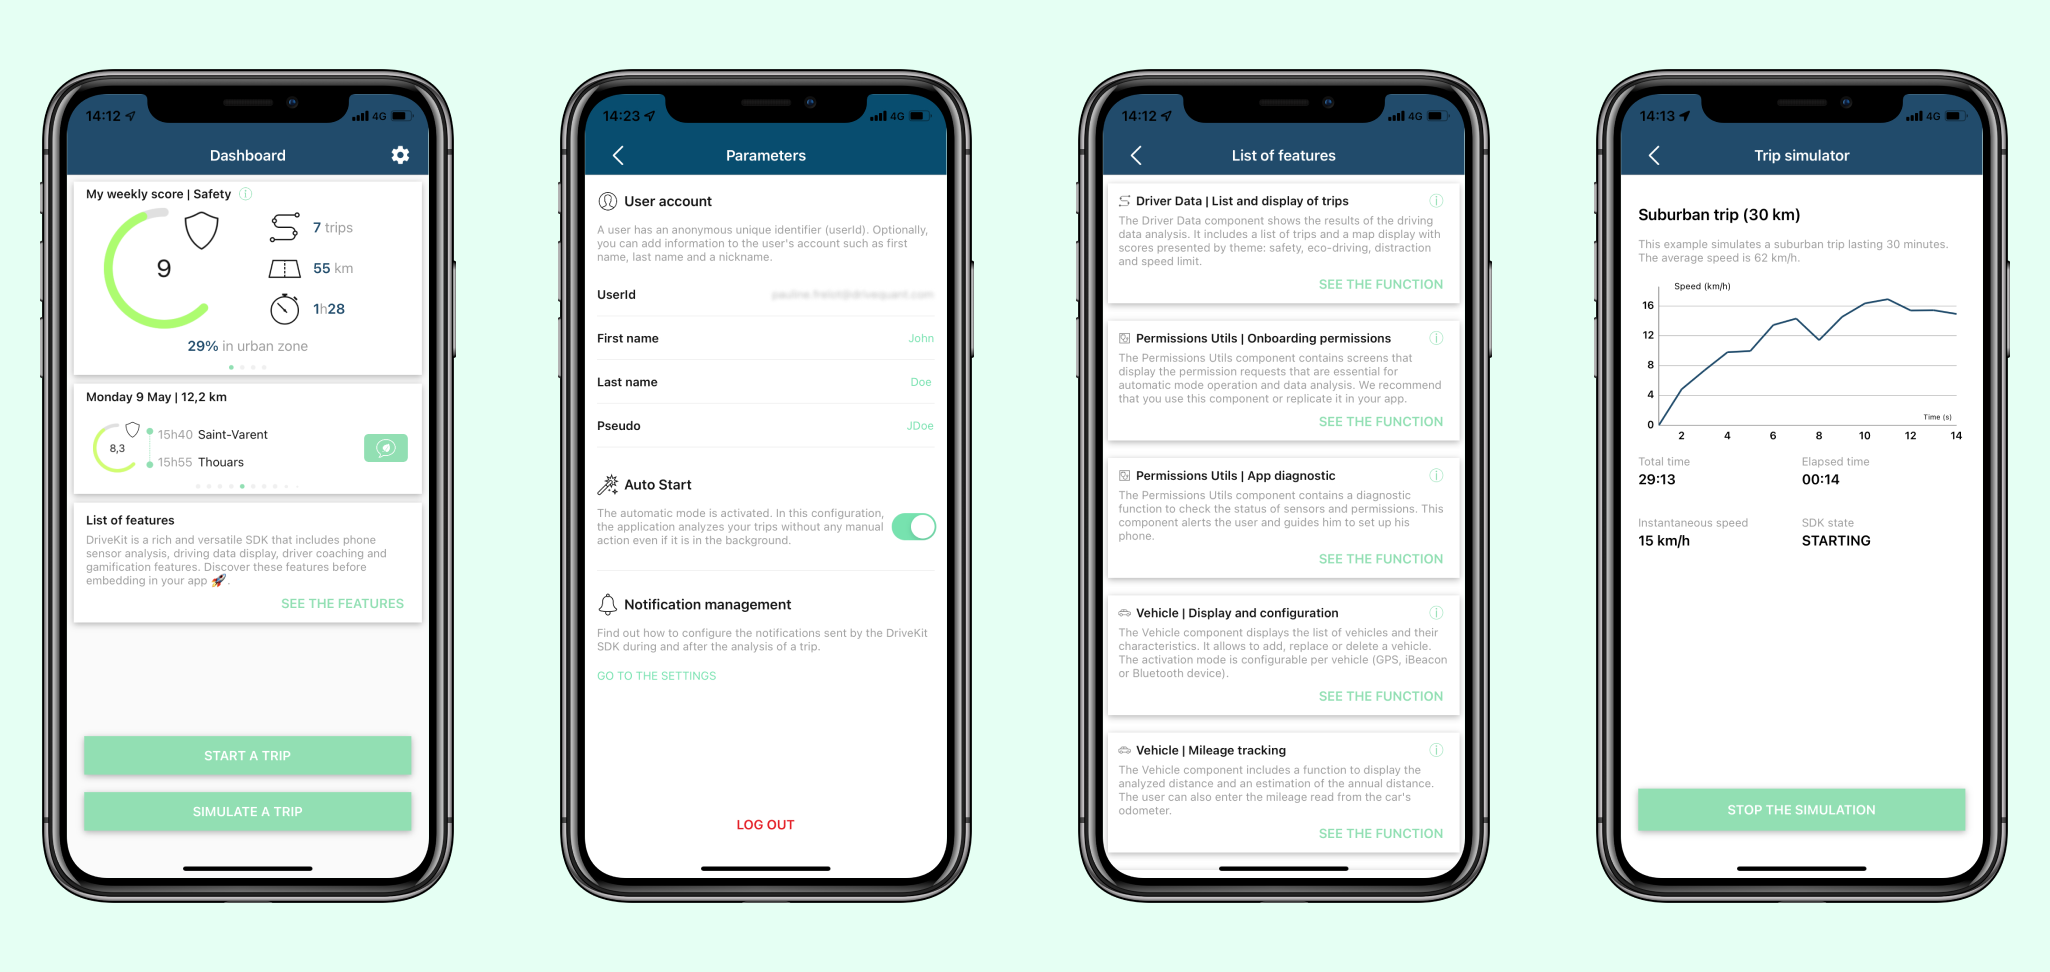 14:12
4G
Dashboard
My weekly score | Safety
9
7 trips
55 km
1h28
29% in urban zone
Monday 9 May | 12,2 km
8,3
15h40 Saint-Varent
15h55 Thouars
List of features
DriveKit is a rich and versatile SDK that includes phone
sensor analysis, driving data display, driver coaching and
gamification features. Discover these features before
embedding in your app 🚀.
SEE THE FEATURES
START A TRIP
SIMULATE A TRIP
14:23
4G
Parameters
User account
A user has an anonymous unique identifier (userId). Optionally,
you can add information to the user's account such as first
name, last name and a nickname.
UserId
First name John
Last name Doe
Pseudo JDoe
Auto Start
The automatic mode is activated. In this configuration,
the application analyzes your trips without any manual
action even if it is in the background.
Notification management
Find out how to configure the notifications sent by the DriveKit
SDK during and after the analysis of a trip.
GO TO THE SETTINGS
LOG OUT
14:12
4G
List of features
Driver Data | List and display of trips
The Driver Data component shows the results of the driving
data analysis. It includes a list of trips and a map display with
scores presented by theme: safety, eco-driving, distraction
and speed limit.
SEE THE FUNCTION
Permissions Utils | Onboarding permissions
The Permissions Utils component contains screens that
display the permission requests that are essential for
automatic mode operation and data analysis. We recommend
that you use this component or replicate it in your app.
SEE THE FUNCTION
Permissions Utils | App diagnostic
The Permissions Utils component contains a diagnostic
function to check the status of sensors and permissions. This
component alerts the user and guides him to set up his
phone.
SEE THE FUNCTION
Vehicle | Display and configuration
The Vehicle component displays the list of vehicles and their
characteristics. It allows to add, replace or delete a vehicle.
The activation mode is configurable per vehicle (GPS, iBeacon
or Bluetooth device).
SEE THE FUNCTION
Vehicle | Mileage tracking
The Vehicle component includes a function to display the
analyzed distance and an estimation of the annual distance.
The user can also enter the mileage read from the car's
odometer.
SEE THE FUNCTION
14:13
4G
Trip simulator
Suburban trip (30 km)
This example simulates a suburban trip lasting 30 minutes.
The average speed is 62 km/h.
Speed (km/h)
16
12
8
4
Time (s)
0
2 4 6 8 10 12 14
Total time Elapsed time
29:13 00:14
Instantaneous speed SDK state
15 km/h STARTING
STOP THE SIMULATION